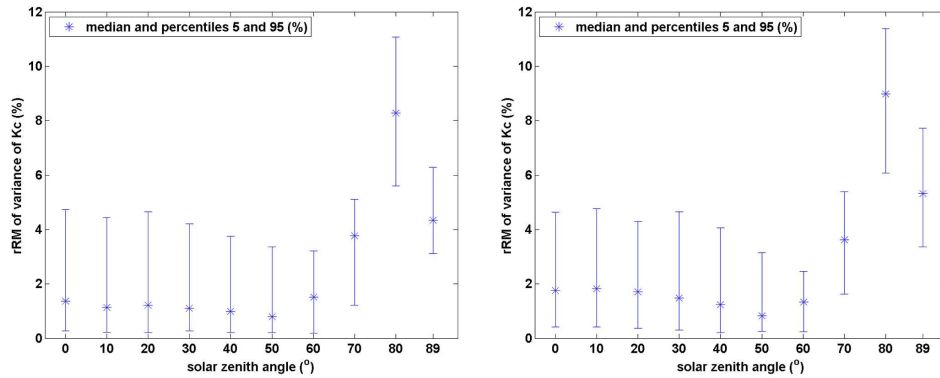 median and percentiles 5 and 95 (%)
rRM of variance of Kc (%)
12
10
8
6
4
2
0
0 10 20 30 40 50 60 70 80 89
solar zenith angle (°)
median and percentiles 5 and 95 (%)
rRM of variance of Kc (%)
12
10
8
6
4
2
0
0 10 20 30 40 50 60 70 80 89
solar zenith angle (°)